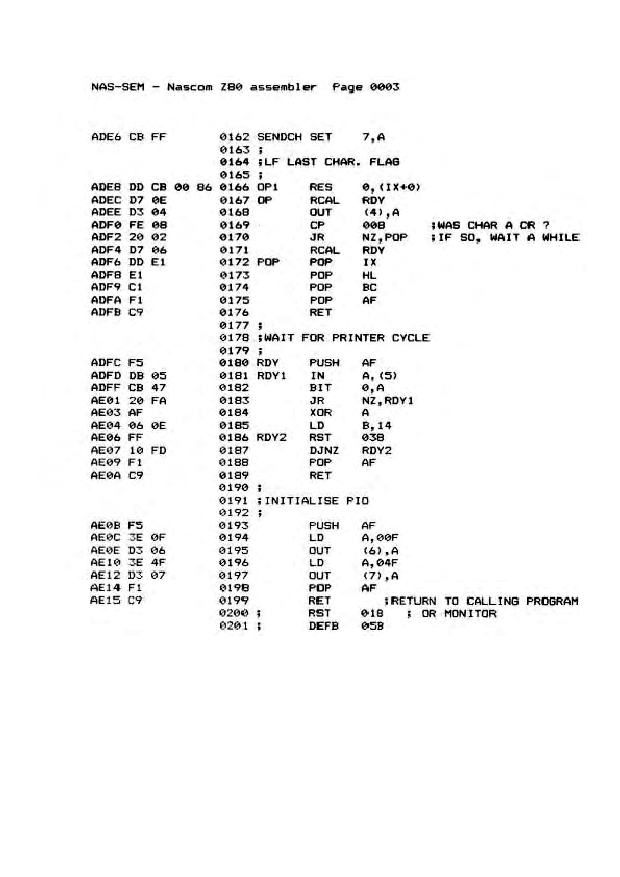 NAS-SEM - Nascom Z80 assembler  Page 0003
ADE6 CB FF       0162 SENDCH SET    7,A
                 0163 ;
                 0164 ;LF LAST CHAR. FLAG
                 0165 ;
ADE8 DD CB 00 86 0166 OP1    RES    0,(IX+0)
ADEC D7 0E       0167 OP     RCAL   RDY
ADEE D3 04       0168        OUT    (4),A
ADF0 FE 08       0169        CP     008      ;WAS CHAR A CR ?
ADF2 20 02       0170        JR     NZ,POP   ;IF SO, WAIT A WHILE
ADF4 D7 06       0171        RCAL   RDY
ADF6 DD E1       0172 POP    POP    IX
ADF8 E1          0173        POP    HL
ADF9 C1          0174        POP    BC
ADFA F1          0175        POP    AF
ADFB C9          0176        RET
                 0177 ;
                 0178 ;WAIT FOR PRINTER CYCLE
                 0179 ;
ADFC F5          0180 RDY    PUSH   AF
ADFD DB 05       0181 RDY1   IN     A,(5)
ADFF CB 47       0182        BIT    0,A
AE01 20 FA       0183        JR     NZ,RDY1
AE03 AF          0184        XOR    A
AE04 06 0E       0185        LD     B,14
AE06 FF          0186 RDY2   RST    038
AE07 10 FD       0187        DJNZ   RDY2
AE09 F1          0188        POP    AF
AE0A C9          0189        RET
                 0190 ;
                 0191 ;INITIALISE PIO
                 0192 ;
AE0B F5          0193        PUSH   AF
AE0C 3E 0F       0194        LD     A,00F
AE0E D3 06       0195        OUT    (6),A
AE10 3E 4F       0196        LD     A,04F
AE12 D3 07       0197        OUT    (7),A
AE14 F1          0198        POP    AF
AE15 C9          0199        RET       ;RETURN TO CALLING PROGRAM
                 0200 ;      RST    018   ; OR MONITOR
                 0201 ;      DEFB   05B